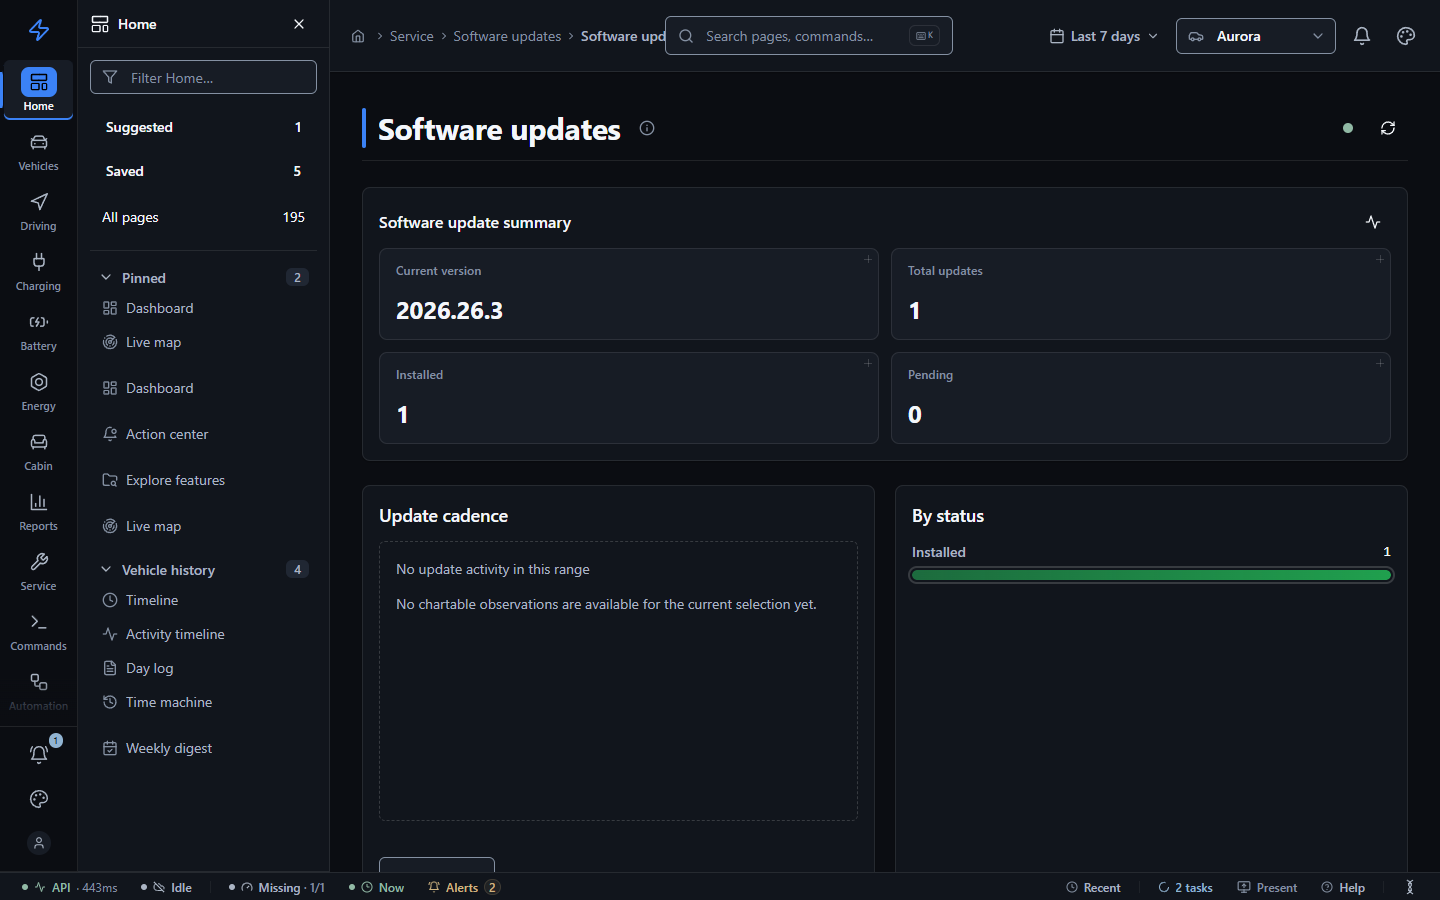 Home
Service
Software updates
Software upd
Search pages, commands...
K
Last 7 days
Aurora
Home
Vehicles
Driving
Charging
Battery
Energy
Cabin
Reports
Service
Commands
Automation
1
Filter Home...
Suggested 1
Saved 5
All pages 195
Pinned 2
Dashboard
Live map
Dashboard
Action center
Explore features
Live map
Vehicle history 4
Timeline
Activity timeline
Day log
Time machine
Weekly digest
Software updates
Software update summary
Current version
2026.26.3
Total updates
1
Installed
1
Pending
0
Update cadence
No update activity in this range
No chartable observations are available for the current selection yet.
By status
Installed 1
API · 443ms
Idle
Missing · 1/1
Now
Alerts 2
Recent
2 tasks
Present
Help